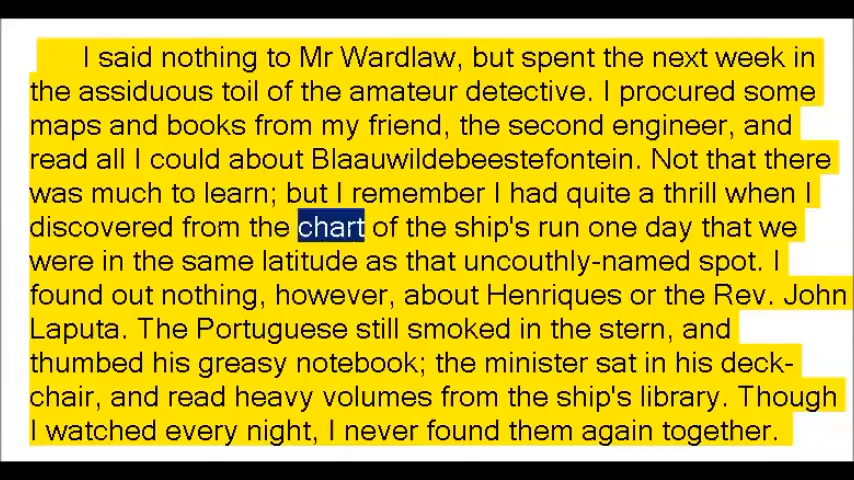 I said nothing to Mr Wardlaw, but spent the next week in
the assiduous toil of the amateur detective. I procured some
maps and books from my friend, the second engineer, and
read all I could about Blaauwildebeestefontein. Not that there
was much to learn; but I remember I had quite a thrill when I
discovered from the chart of the ship's run one day that we
were in the same latitude as that uncouthly-named spot. I
found out nothing, however, about Henriques or the Rev. John
Laputa. The Portuguese still smoked in the stern, and
thumbed his greasy notebook; the minister sat in his deck-
chair, and read heavy volumes from the ship's library. Though
I watched every night, I never found them again together.